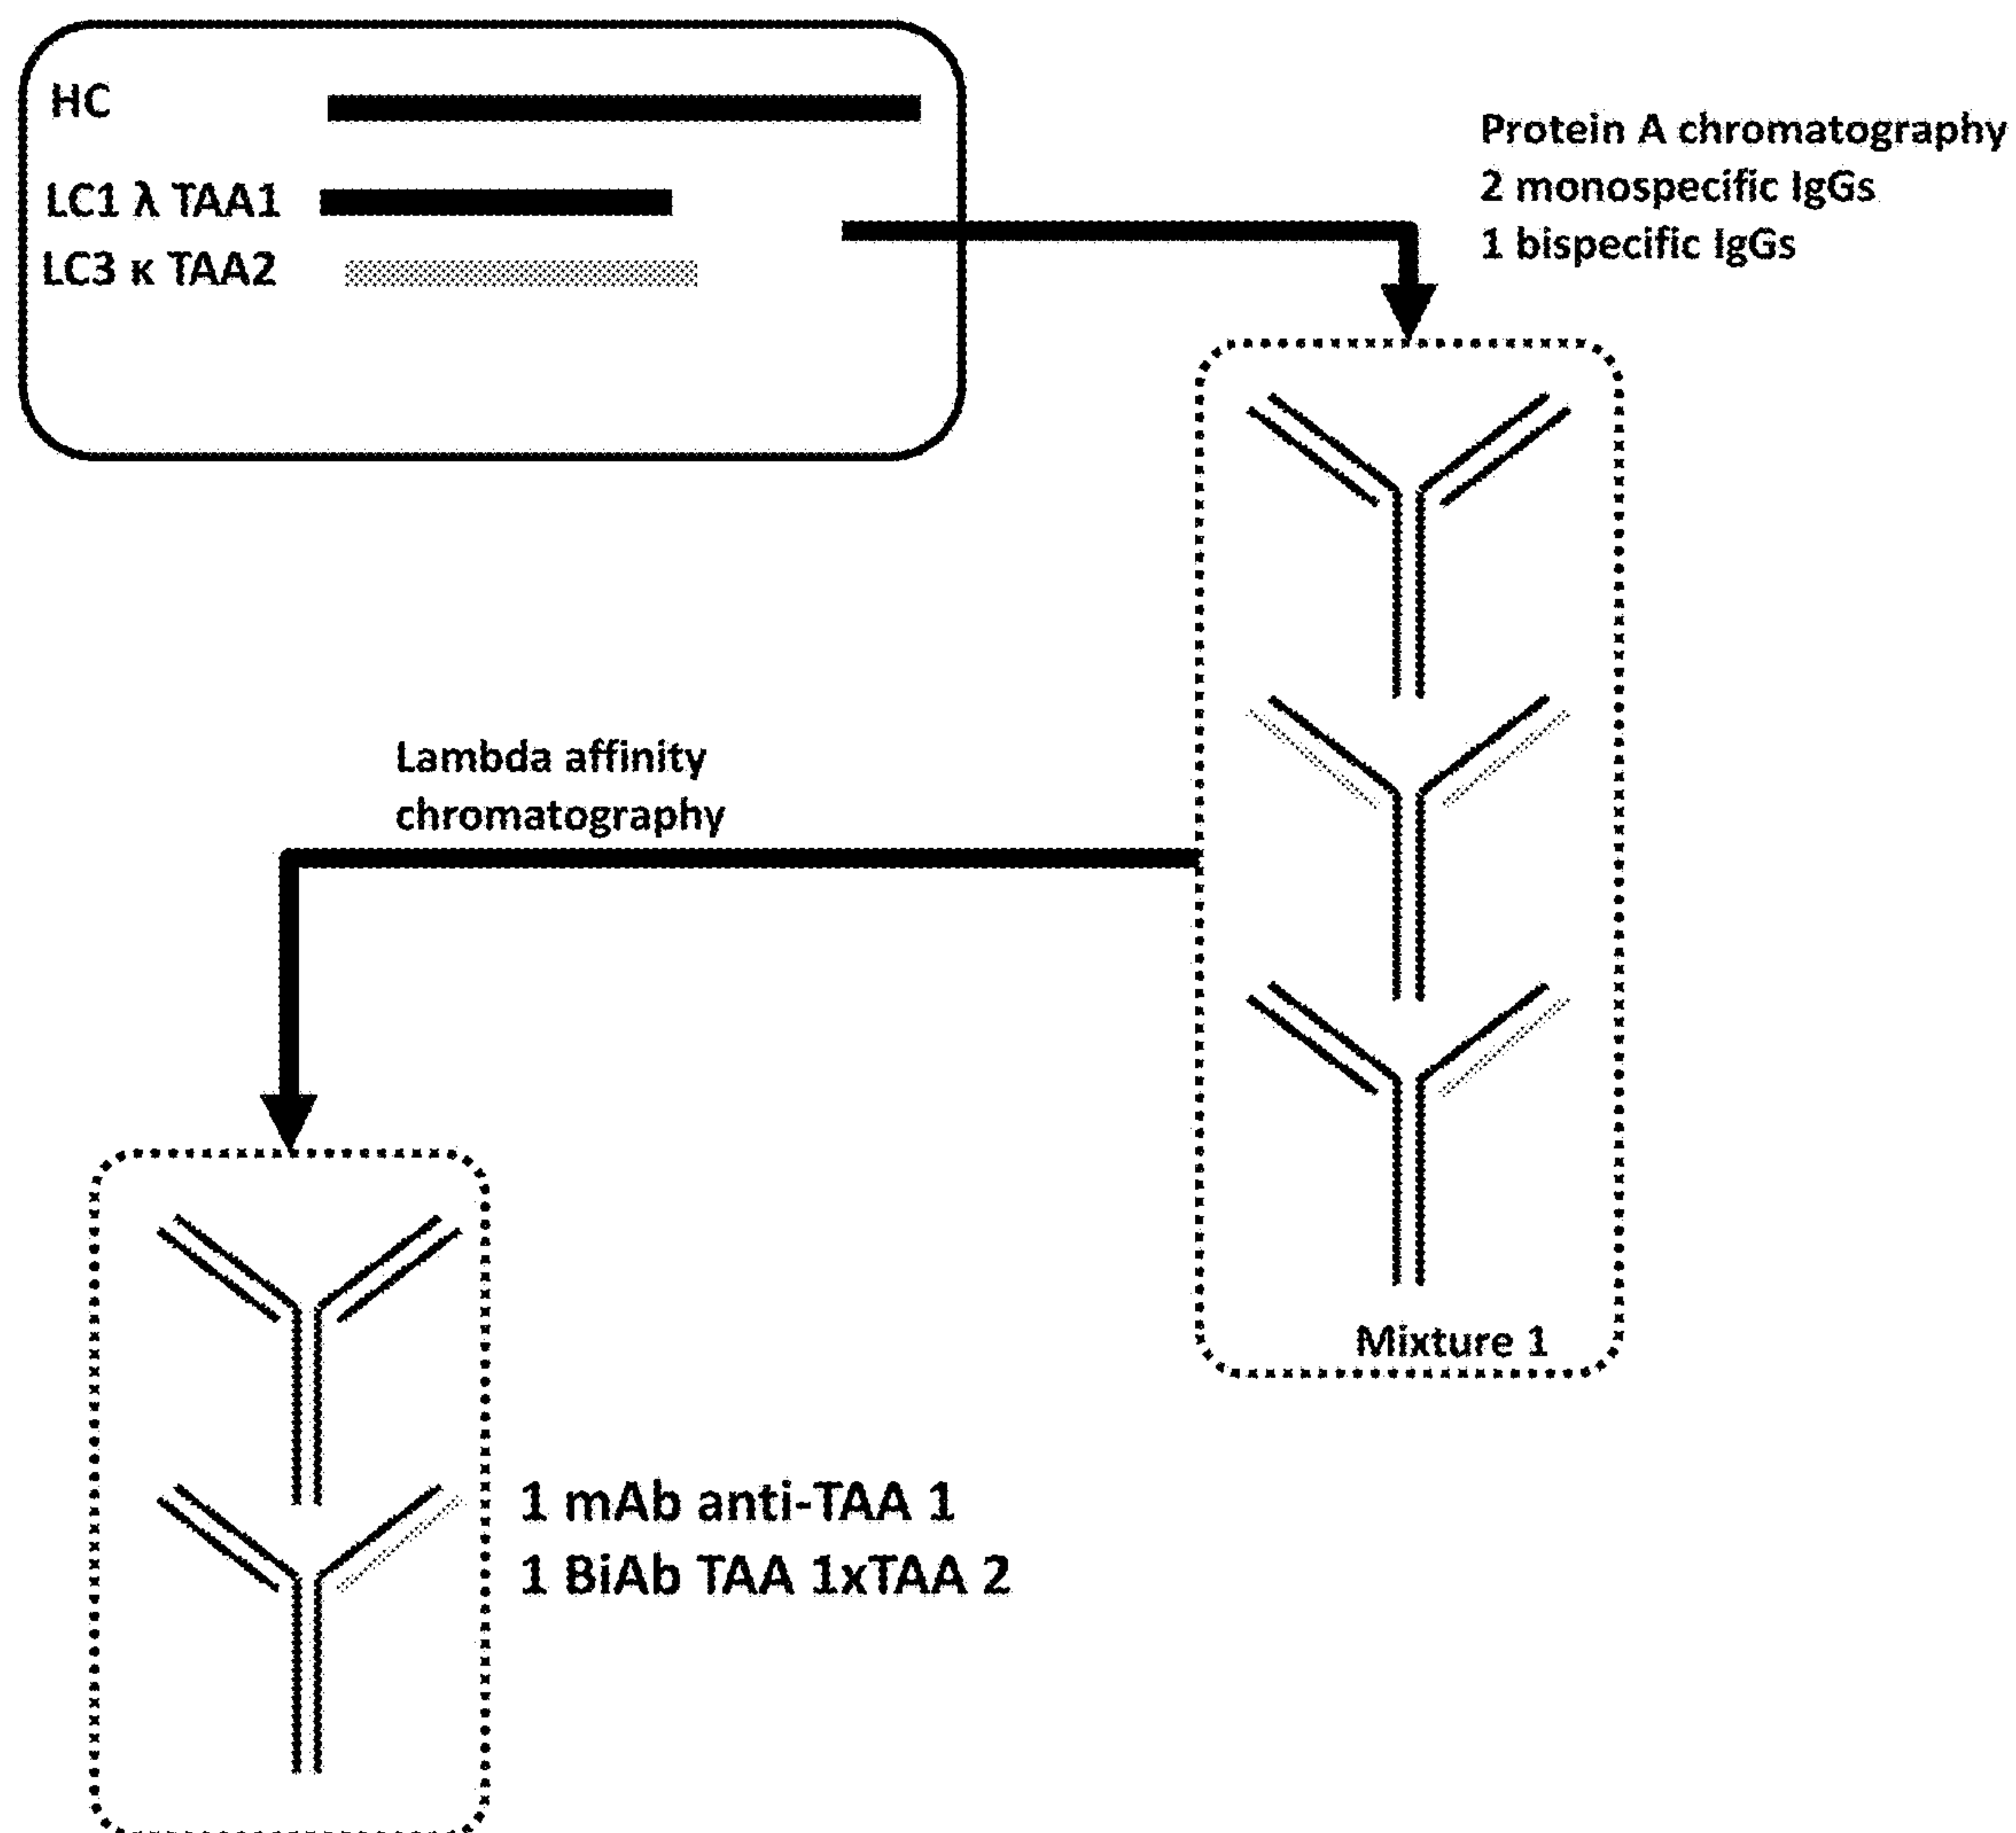 HC
LC1 λ TAA1
LC3 κ TAA2
Protein A chromatography
2 monospecific IgGs
1 bispecific IgGs
Lambda affinity
chromatography
Mixture 1
1 mAb anti-TAA 1
1 BiAb TAA 1xTAA 2